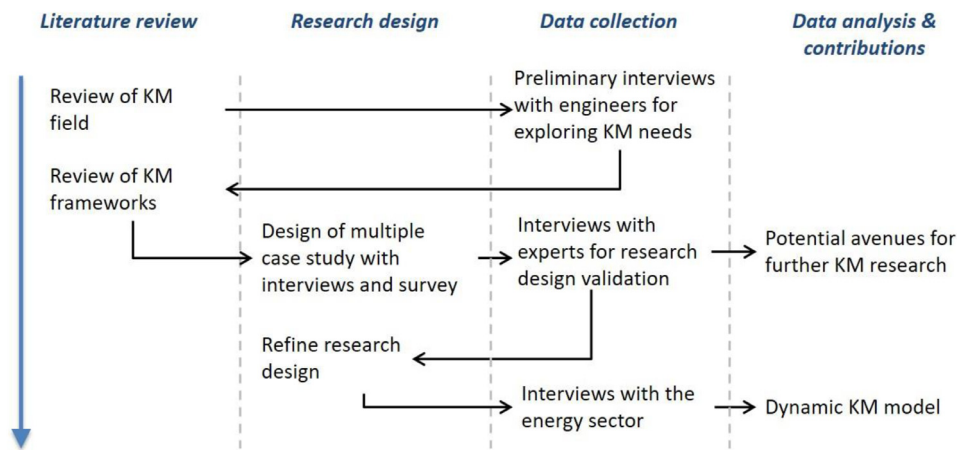 Literature review
Research design
Data collection
Data analysis &
contributions
Review of KM
field
Preliminary interviews
with engineers for
exploring KM needs
Review of KM
frameworks
Design of multiple
case study with
interviews and survey
Interviews with
experts for research
design validation
Potential avenues for
further KM research
Refine research
design
Interviews with the
energy sector
Dynamic KM model